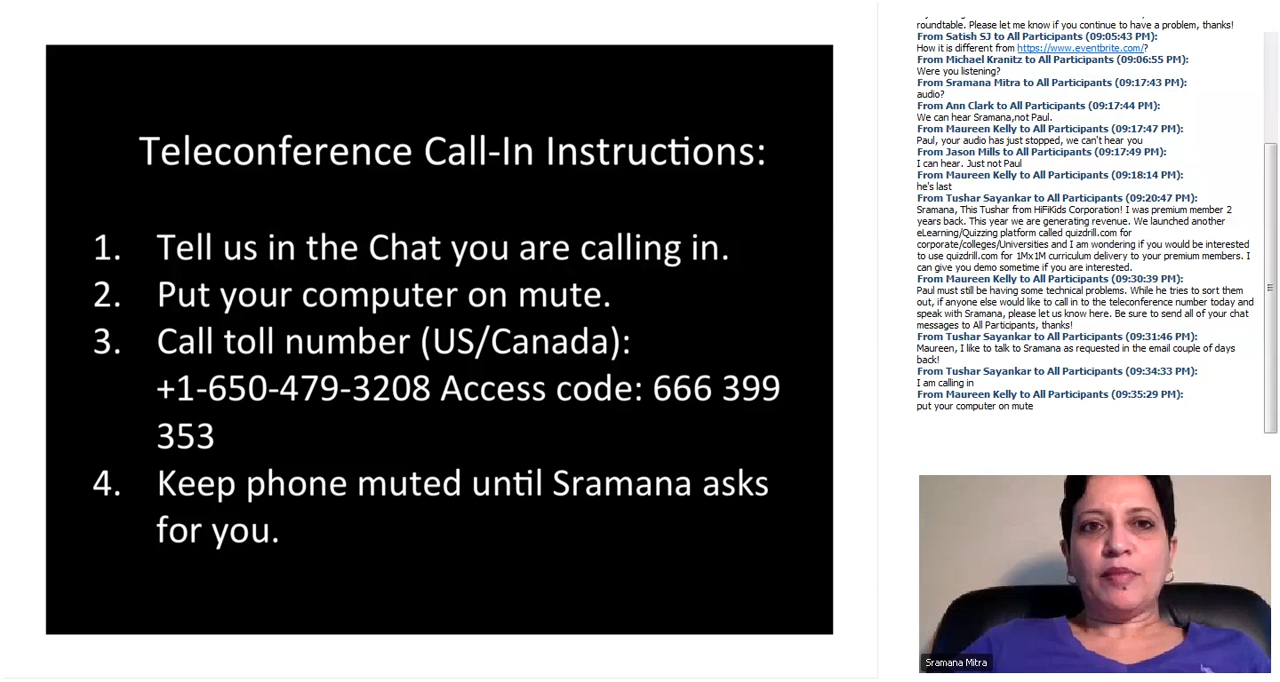 Teleconference Call-In Instructions:
1. Tell us in the Chat you are calling in.
2. Put your computer on mute.
3. Call toll number (US/Canada):
+1-650-479-3208 Access code: 666 399
353
4. Keep phone muted until Sramana asks
for you.
roundtable. Please let me know if you continue to have a problem, thanks!
From Satish SJ to All Participants (09:05:43 PM):
How it is different from https://www.eventbrite.com/?
From Michael Kranitz to All Participants (09:06:55 PM):
Were you listening?
From Sramana Mitra to All Participants (09:17:43 PM):
audio?
From Ann Clark to All Participants (09:17:44 PM):
We can hear Sramana,not Paul.
From Maureen Kelly to All Participants (09:17:47 PM):
Paul, your audio has just stopped, we can't hear you
From Jason Mills to All Participants (09:17:49 PM):
I can hear. Just not Paul
From Maureen Kelly to All Participants (09:18:14 PM):
he's last
From Tushar Sayankar to All Participants (09:20:47 PM):
Sramana, This Tushar from HiFiKids Corporation! I was premium member 2
years back. This year we are generating revenue. We launched another
eLearning/Quizzing platform called quizdrill.com for
corporate/colleges/Universities and I am wondering if you would be interested
to use quizdrill.com for 1Mx1M curriculum delivery to your premium members. I
can give you demo sometime if you are interested.
From Maureen Kelly to All Participants (09:30:39 PM):
Paul must still be having some technical problems. While he tries to sort them
out, if anyone else would like to call in to the teleconference number today and
speak with Sramana, please let us know here. Be sure to send all of your chat
messages to All Participants, thanks!
From Tushar Sayankar to All Participants (09:31:46 PM):
Maureen, I like to talk to Sramana as requested in the email couple of days
back!
From Tushar Sayankar to All Participants (09:34:33 PM):
I am calling in
From Maureen Kelly to All Participants (09:35:29 PM):
put your computer on mute
Sramana Mitra